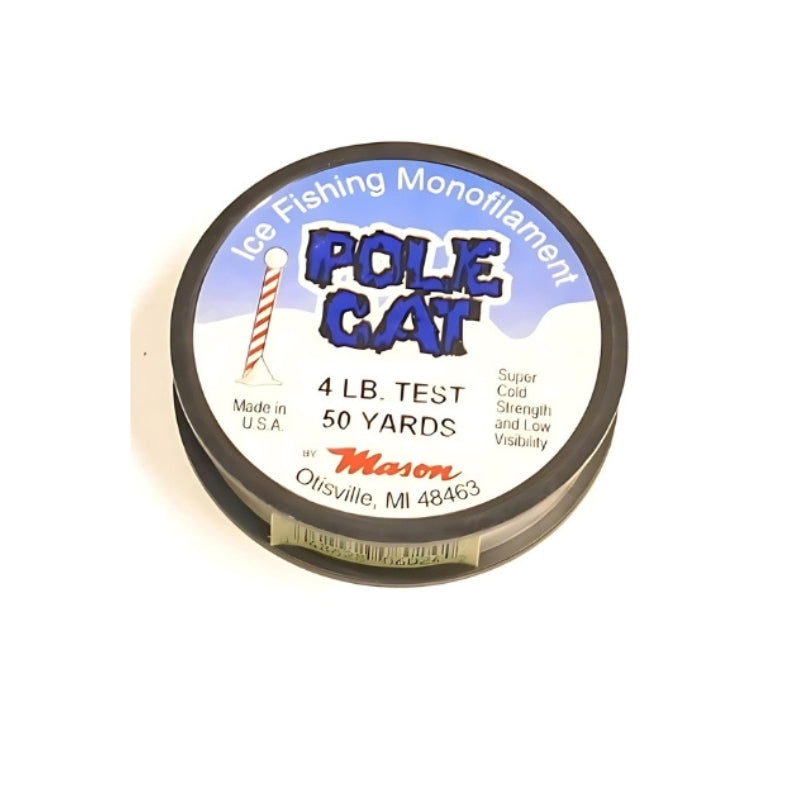 Ice Fishing Monofilament
POLE
CAT
4 LB. TEST
50 YARDS
Made in
U.S.A.
Super
Cold
Strength
and Low
Visibility
BY Mason
Otisville, MI 48463